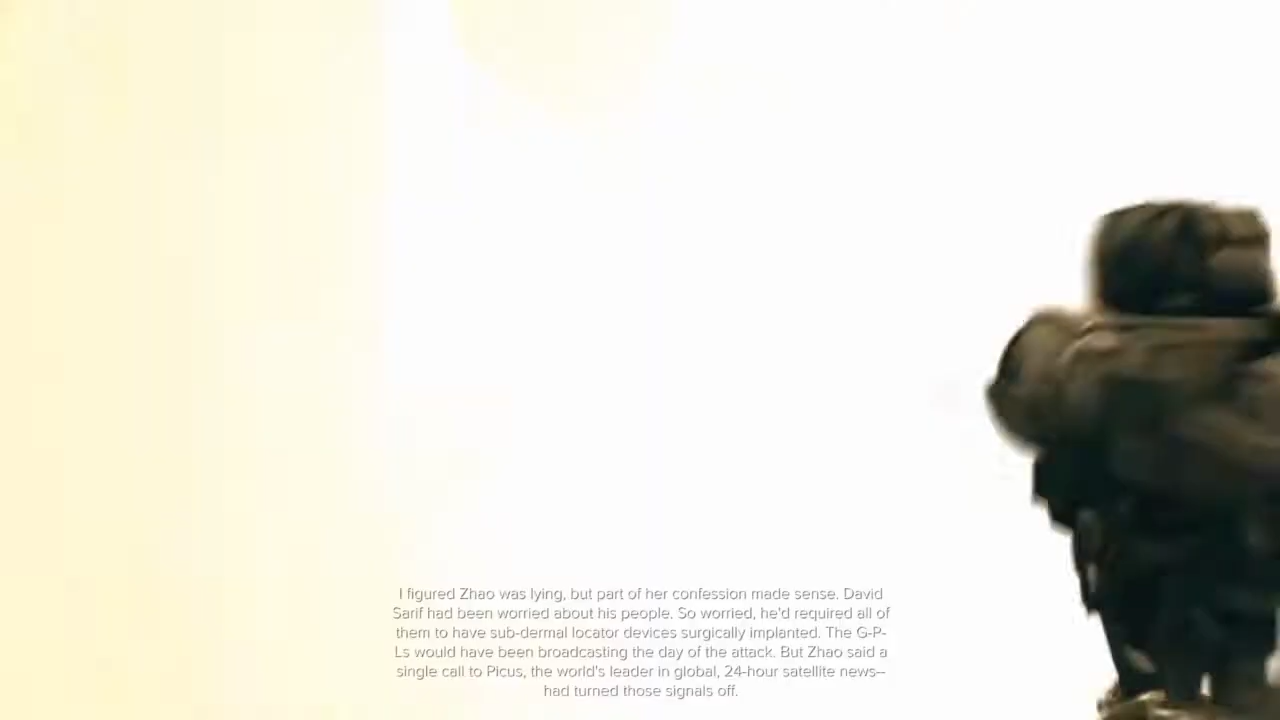 I figured Zhao was lying, but part of her confession made sense. David
Sarif had been worried about his people. So worried, he'd required all of
them to have sub-dermal locator devices surgically implanted. The G-P-
Ls would have been broadcasting the day of the attack. But Zhao said a
single call to Picus, the world's leader in global, 24-hour satellite news--
had turned those signals off.